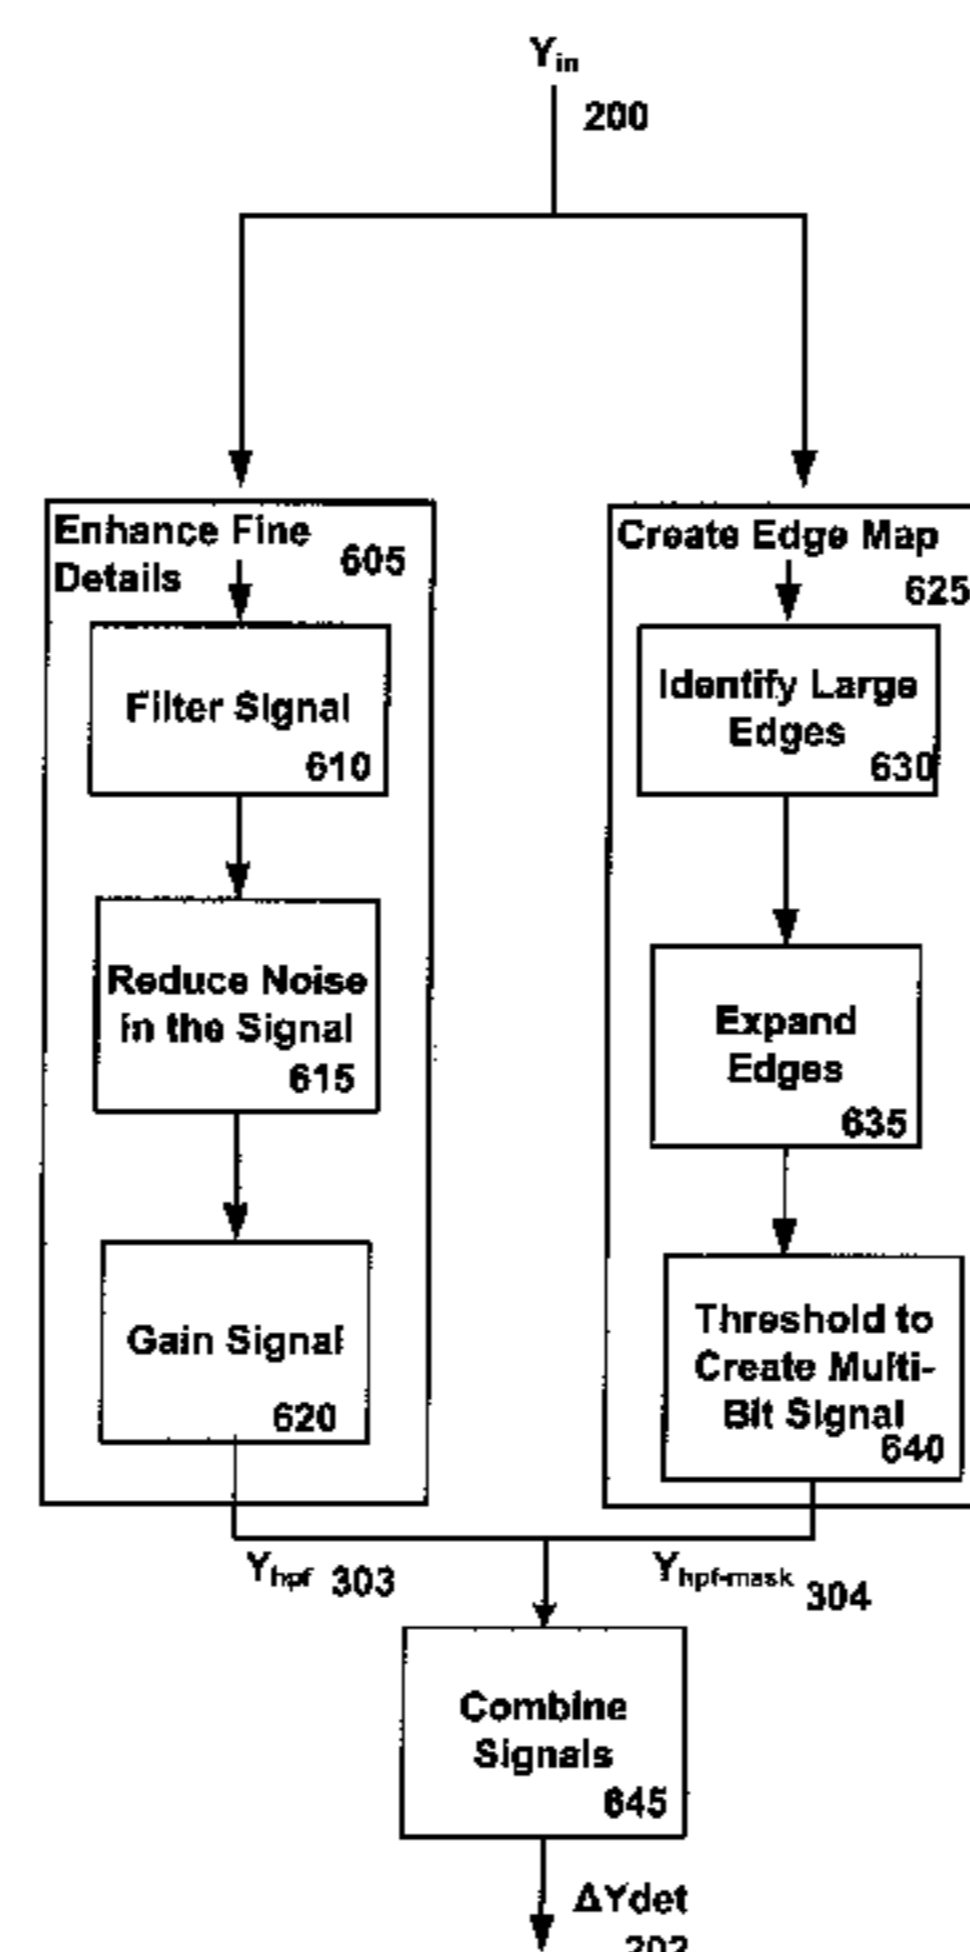 Yin
200
Enhance Fine
Details
605
Filter Signal
610
Reduce Noise
in the Signal
615
Gain Signal
620
Create Edge Map
625
Identify Large
Edges
630
Expand
Edges
635
Threshold to
Create Multi-
Bit Signal
640
Yhpf 303
Yhpf-mask 304
Combine
Signals
645
ΔYdet